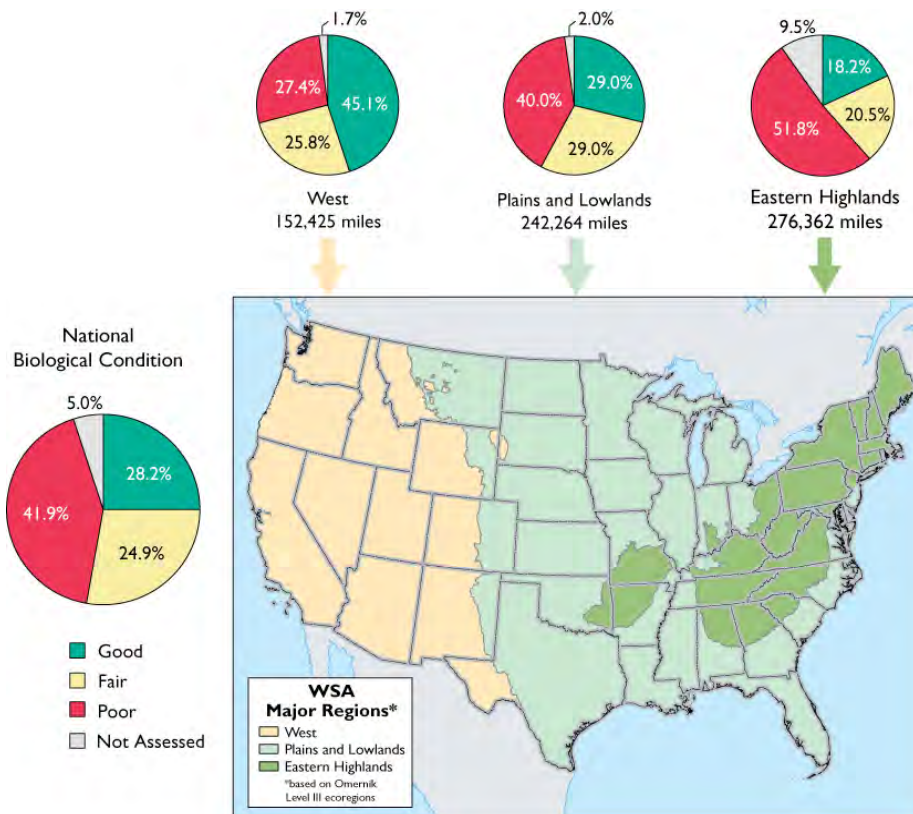 1.7%
27.4%
45.1%
25.8%
West
152,425 miles
2.0%
40.0%
29.0%
29.0%
Plains and Lowlands
242,264 miles
9.5%
18.2%
51.8%
20.5%
Eastern Highlands
276,362 miles
National
Biological Condition
5.0%
28.2%
41.9%
24.9%
Good
Fair
Poor
Not Assessed
WSA
Major Regions*
West
Plains and Lowlands
Eastern Highlands
*based on Omernik
Level III ecoregions